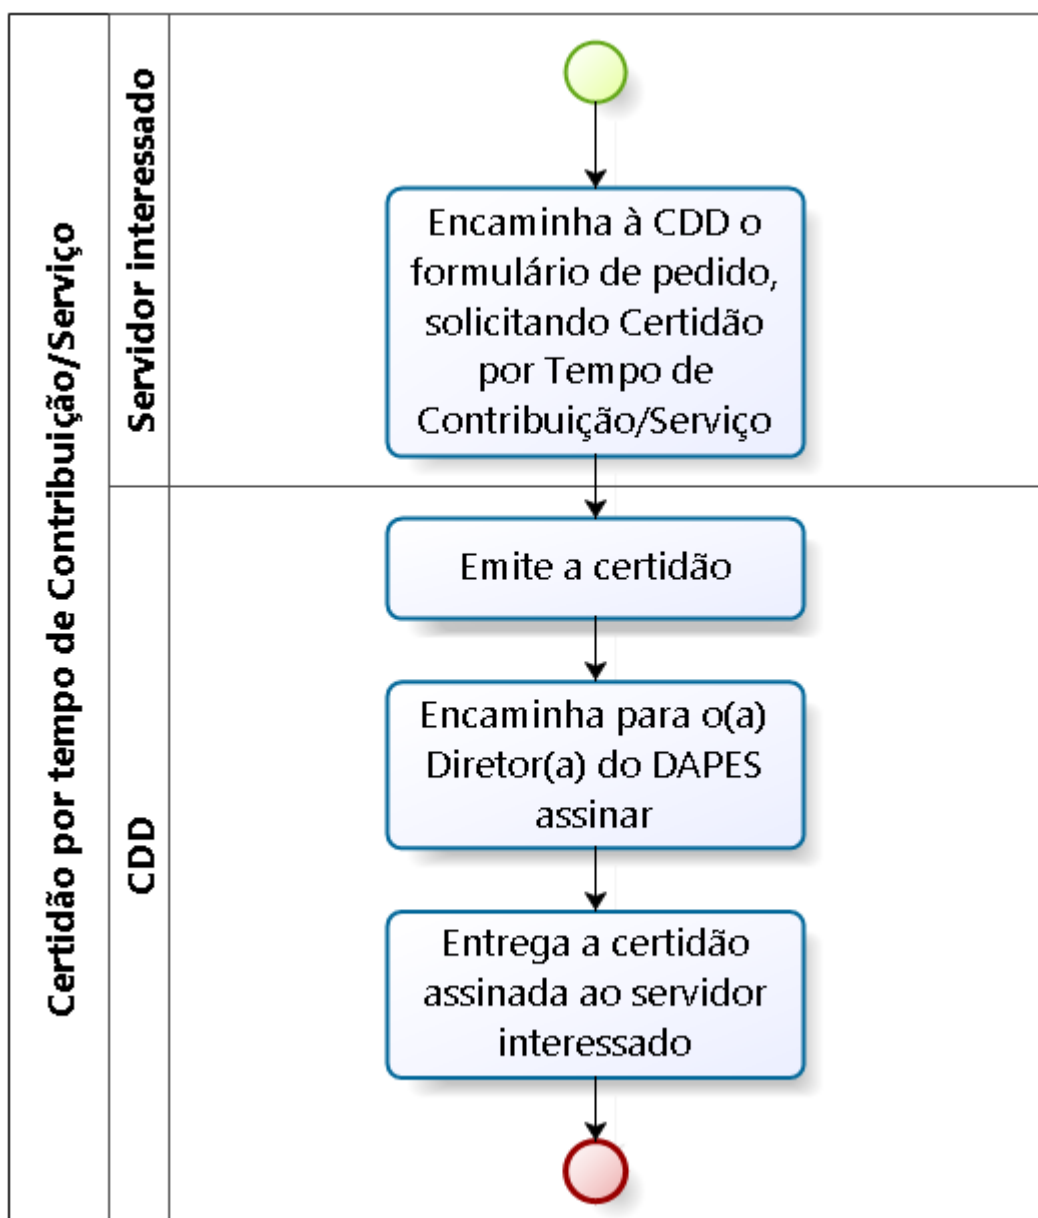 Certidão por tempo de Contribuição/Serviço
Servidor interessado
Encaminha à CDD o
formulário de pedido,
solicitando Certidão
por Tempo de
Contribuição/Serviço
CDD
Emite a certidão
Encaminha para o(a)
Diretor(a) do DAPES
assinar
Entrega a certidão
assinada ao servidor
interessado